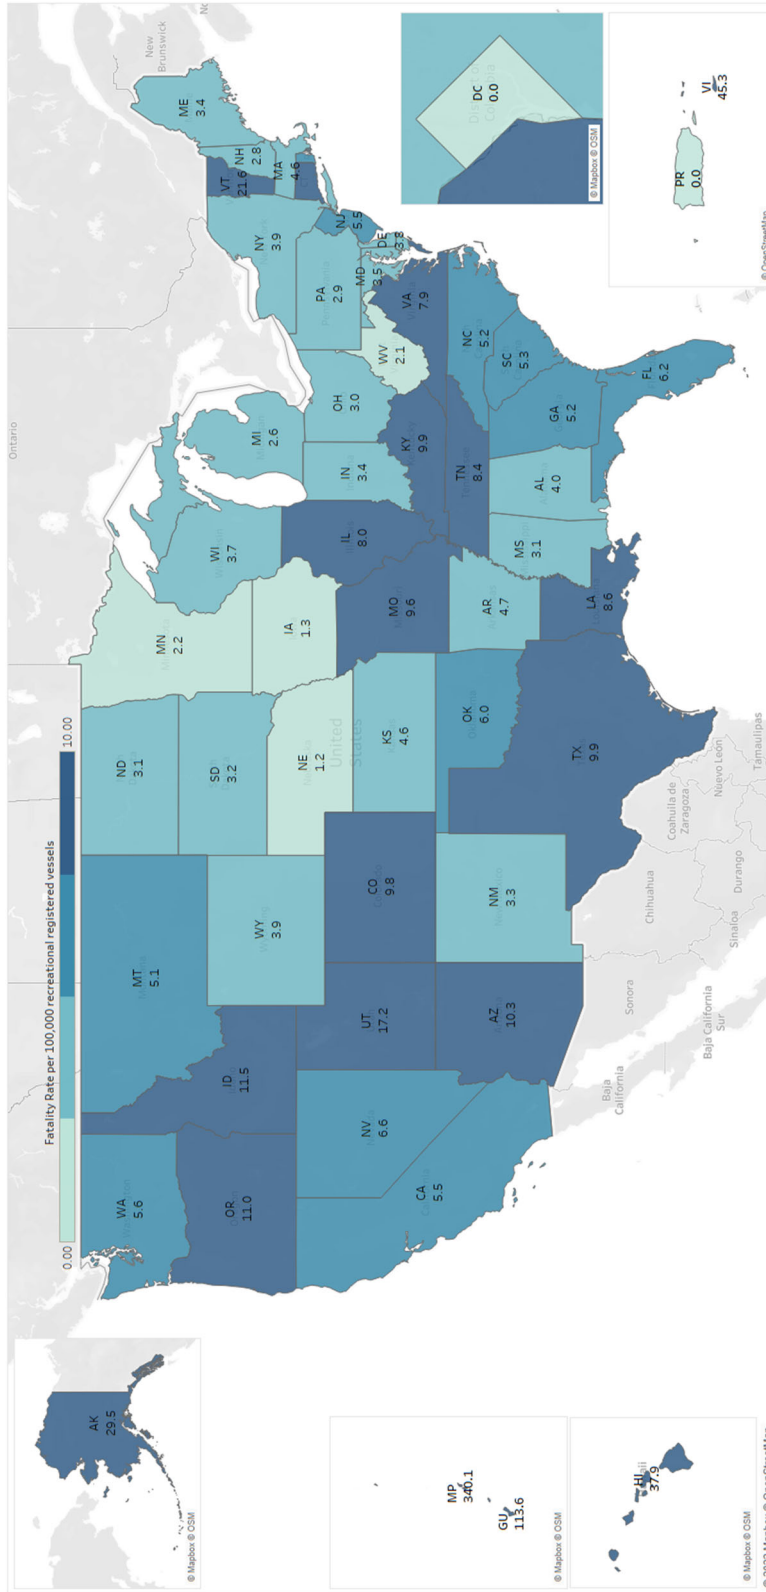 Fatality Rate per 100,000 recreational registered vessels
0.00
10.00
Ontario
New
Brunswick
AK
29.5
WA
5.6
OR
11.0
CA
5.5
NV
6.6
ID
11.5
MT
5.1
WY
3.9
UT
17.2
AZ
10.3
CO
9.8
NM
3.3
ND
3.1
SD
3.2
NE
1.2
United
States
KS
4.6
OK
6.0
TX
9.9
MN
2.2
IA
1.3
MO
9.6
AR
4.7
LA
8.6
WI
3.7
IL
8.0
MS
3.1
MI
2.6
IN
3.4
KY
9.9
TN
8.4
AL
4.0
OH
3.0
WV
2.1
GA
5.2
FL
6.2
SC
5.3
NC
5.2
VA
7.9
PA
2.9
NY
3.9
MD
3.5
DE
3.8
NJ
5.5
VT
21.6
NH
2.8
MA
4.6
ME
3.4
Baja
California
Baja California
Sur
Sonora
Chihuahua
Sinaloa
Durango
Coahuila de
Zaragoza
Nuevo León
Tamaulipas
© Mapbox © OSM
MP
340.1
GU
113.6
© Mapbox © OSM
HI
37.9
© Mapbox © OSM
DC
0.0
© Mapbox © OSM
PR
0.0
VI
45.3
© OpenStreetMap